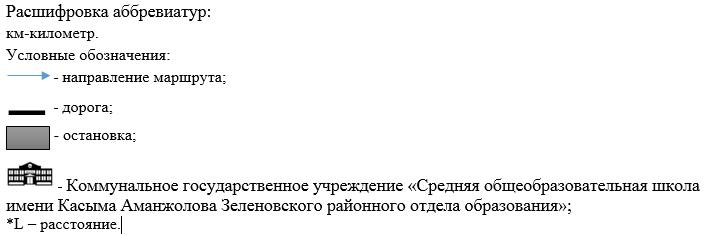 Расшифровка аббревиатур:
км-километр.
Условные обозначения:
- направление маршрута;
- дорога;
- остановка;
- Коммунальное государственное учреждение «Средняя общеобразовательная школа
имени Касыма Аманжолова Зеленовского районного отдела образования»;
*L – расстояние.